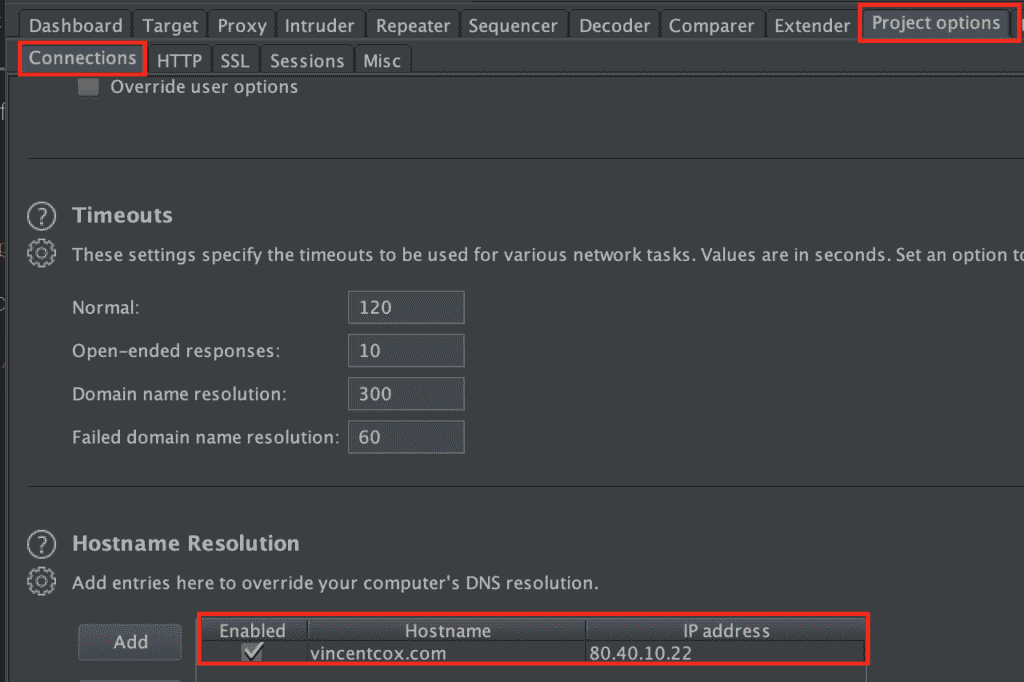 Dashboard Target Proxy Intruder Repeater Sequencer Decoder Comparer Extender Project options
Connections HTTP SSL Sessions Misc
Override user options
? Timeouts
These settings specify the timeouts to be used for various network tasks. Values are in seconds. Set an option to
Normal: 120
Open-ended responses: 10
Domain name resolution: 300
Failed domain name resolution: 60
? Hostname Resolution
Add entries here to override your computer's DNS resolution.
Enabled Hostname IP address
Add
vincentcox.com 80.40.10.22